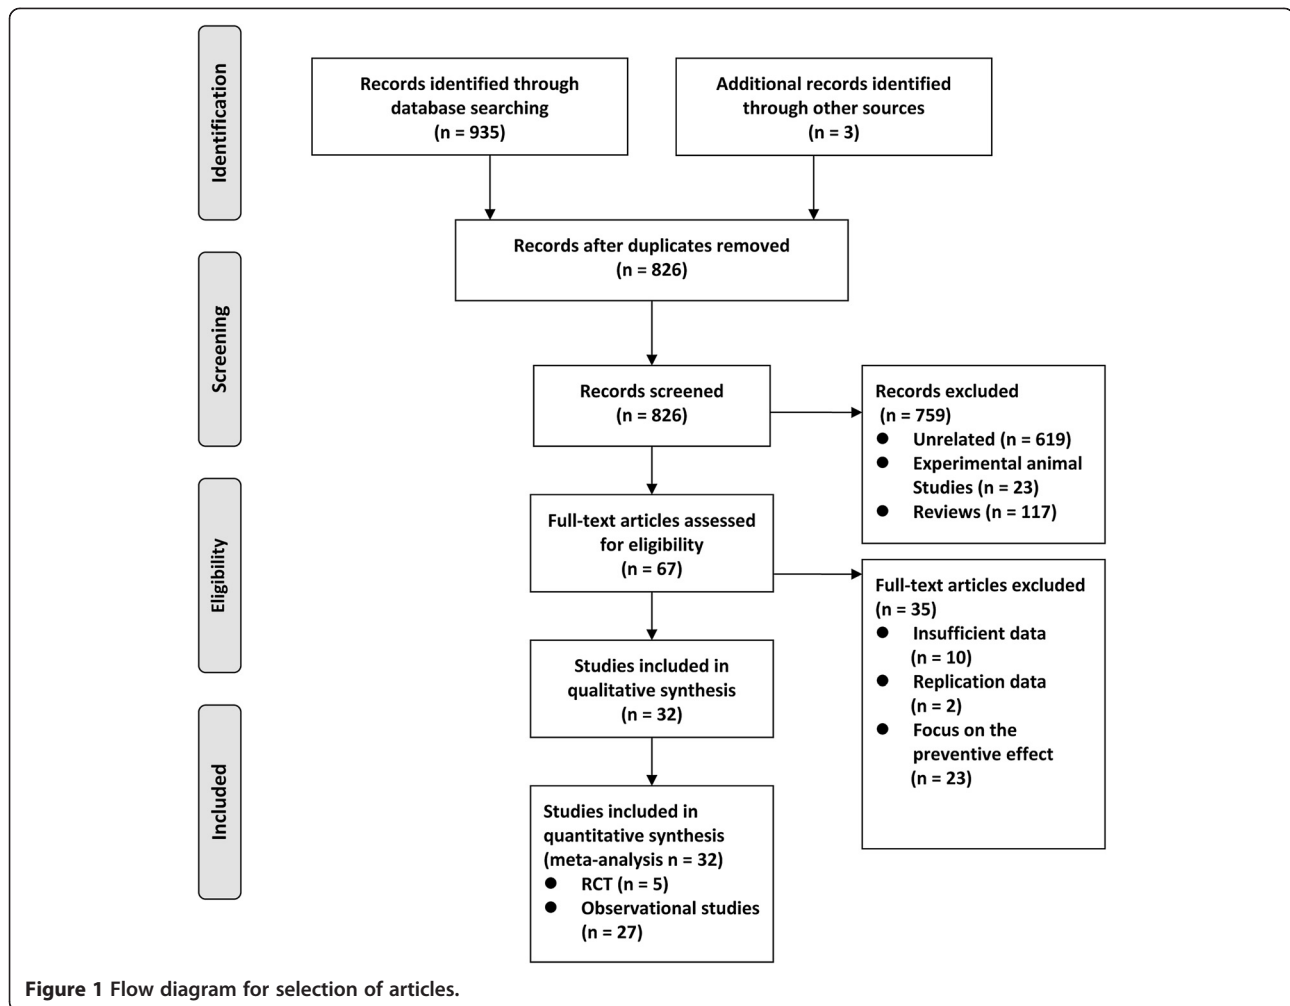 Identification
Records identified through
database searching
(n = 935)
Additional records identified
through other sources
(n = 3)
Records after duplicates removed
(n = 826)
Screening
Records screened
(n = 826)
Records excluded
(n = 759)
● Unrelated (n = 619)
● Experimental animal
Studies (n = 23)
● Reviews (n = 117)
Eligibility
Full-text articles assessed
for eligibility
(n = 67)
Full-text articles excluded
(n = 35)
● Insufficient data
(n = 10)
● Replication data
(n = 2)
● Focus on the
preventive effect
(n = 23)
Studies included in
qualitative synthesis
(n = 32)
Included
Studies included in
quantitative synthesis
(meta-analysis n = 32)
● RCT (n = 5)
● Observational studies
(n = 27)
Figure 1 Flow diagram for selection of articles.